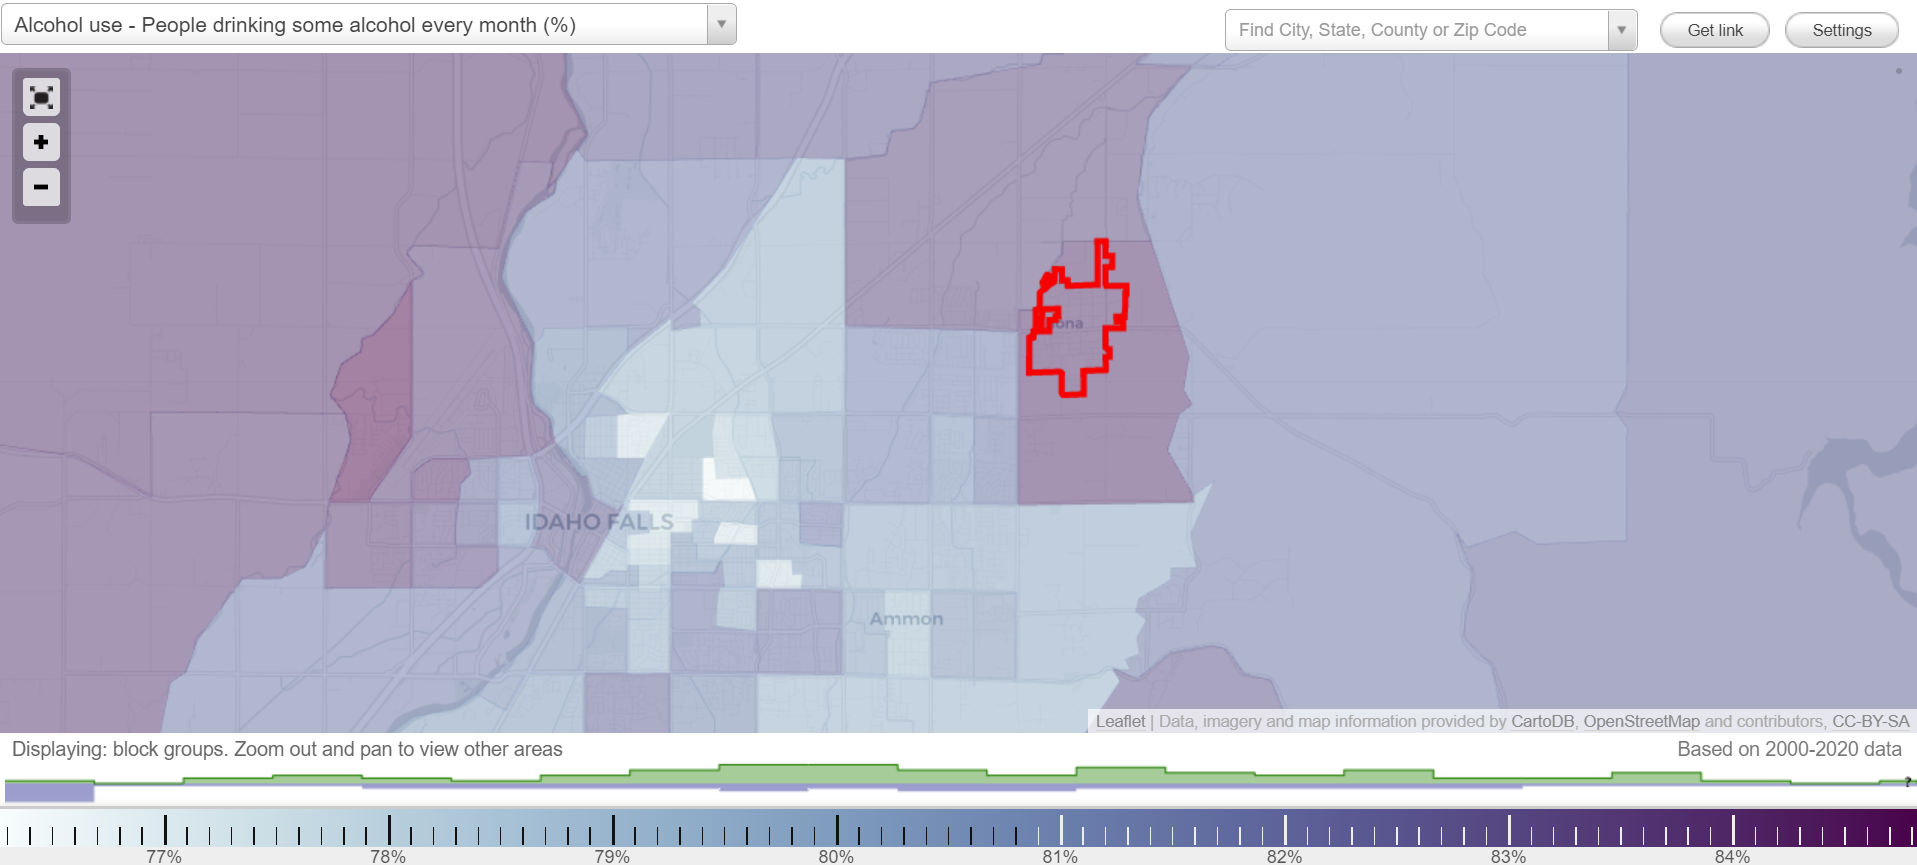 Alcohol use - People drinking some alcohol every month (%)
Find City, State, County or Zip Code
Get link
Settings
IDAHO FALLS
Ammon
Leaflet | Data, imagery and map information provided by CartoDB, OpenStreetMap and contributors, CC-BY-SA
Displaying: block groups. Zoom out and pan to view other areas
Based on 2000-2020 data
?
77% 78% 79% 80% 81% 82% 83% 84%